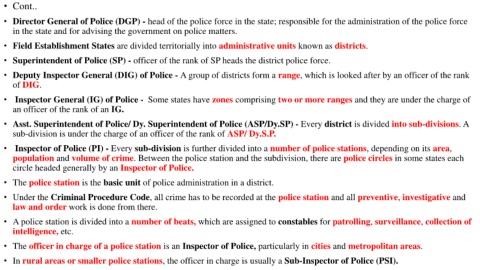 • Cont..
• Director General of Police (DGP) - head of the police force in the state; responsible for the administration of the police force
in the state and for advising the government on police matters.
• Field Establishment States are divided territorially into administrative units known as districts.
• Superintendent of Police (SP) - officer of the rank of SP heads the district police force.
• Deputy Inspector General (DIG) of Police - A group of districts form a range, which is looked after by an officer of the rank
of DIG.
• Inspector General (IG) of Police - Some states have zones comprising two or more ranges and they are under the charge of
an officer of the rank of an IG.
• Asst. Superintendent of Police/ Dy. Superintendent of Police (ASP/Dy.SP) - Every district is divided into sub-divisions. A
sub-division is under the charge of an officer of the rank of ASP/ Dy.S.P.
• Inspector of Police (PI) - Every sub-division is further divided into a number of police stations, depending on its area,
population and volume of crime. Between the police station and the subdivision, there are police circles in some states each
circle headed generally by an Inspector of Police.
• The police station is the basic unit of police administration in a district.
• Under the Criminal Procedure Code, all crime has to be recorded at the police station and all preventive, investigative and
law and order work is done from there.
• A police station is divided into a number of beats, which are assigned to constables for patrolling, surveillance, collection of
intelligence, etc.
• The officer in charge of a police station is an Inspector of Police, particularly in cities and metropolitan areas.
• In rural areas or smaller police stations, the officer in charge is usually a Sub-Inspector of Police (PSI).